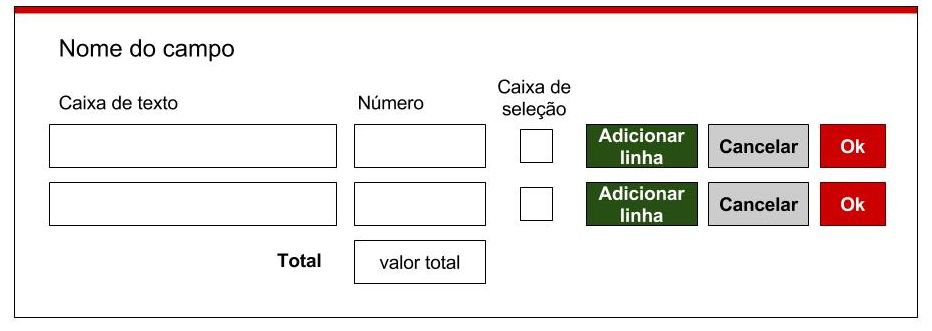 Nome do campo
Caixa de texto
Número
Caixa de
seleção
Adicionar
linha
Cancelar
Ok
Adicionar
linha
Cancelar
Ok
Total
valor total